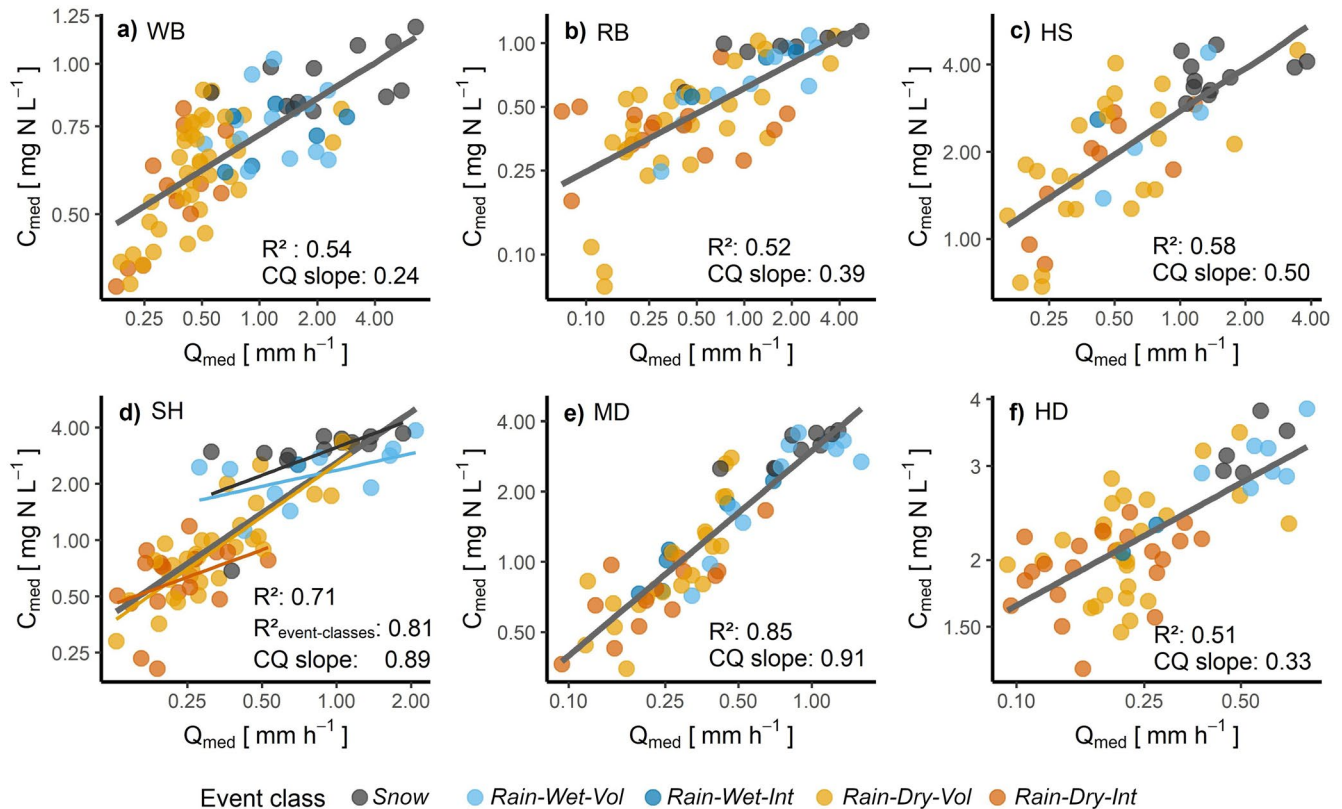 a) WB
C_med [ mg N L⁻¹ ]
1.25
1.00
0.75
0.50
R² : 0.54
CQ slope: 0.24
0.25 0.50 1.00 2.00 4.00
Q_med [ mm h⁻¹ ]
b) RB
C_med [ mg N L⁻¹ ]
1.00
0.50
0.25
0.10
R²: 0.52
CQ slope: 0.39
0.10 0.25 0.50 1.00 2.00 4.00
Q_med [ mm h⁻¹ ]
c) HS
C_med [ mg N L⁻¹ ]
4.00
2.00
1.00
R²: 0.58
CQ slope: 0.50
0.25 0.50 1.00 2.00 4.00
Q_med [ mm h⁻¹ ]
d) SH
C_med [ mg N L⁻¹ ]
4.00
2.00
1.00
0.50
0.25
R²: 0.71
R²event-classes: 0.81
CQ slope: 0.89
0.25 0.50 1.00 2.00
Q_med [ mm h⁻¹ ]
e) MD
C_med [ mg N L⁻¹ ]
4.00
2.00
1.00
0.50
R²: 0.85
CQ slope: 0.91
0.10 0.25 0.50 1.00
Q_med [ mm h⁻¹ ]
f) HD
C_med [ mg N L⁻¹ ]
4
3
2
1.50
R²: 0.51
CQ slope: 0.33
0.10 0.25 0.50
Q_med [ mm h⁻¹ ]
Event class Snow Rain-Wet-Vol Rain-Wet-Int Rain-Dry-Vol Rain-Dry-Int